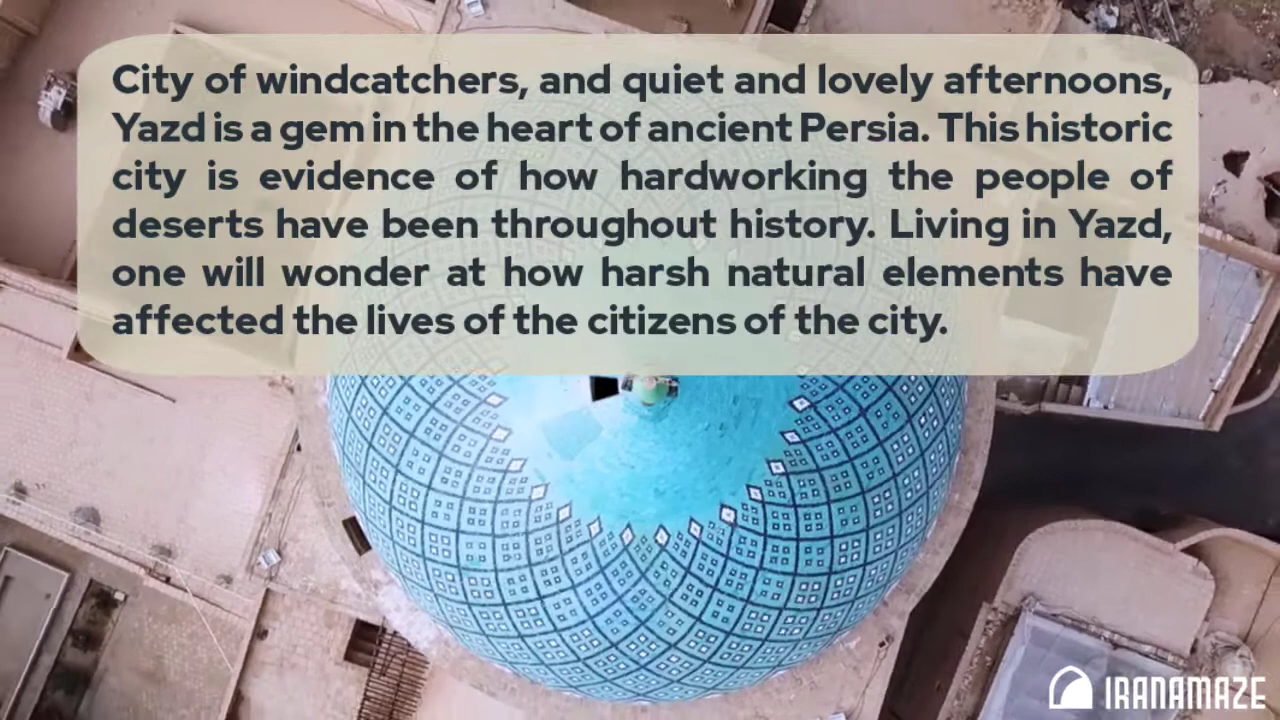 City of windcatchers, and quiet and lovely afternoons,
Yazd is a gem in the heart of ancient Persia. This historic
city is evidence of how hardworking the people of
deserts have been throughout history. Living in Yazd,
one will wonder at how harsh natural elements have
affected the lives of the citizens of the city.
IRANAMAZE